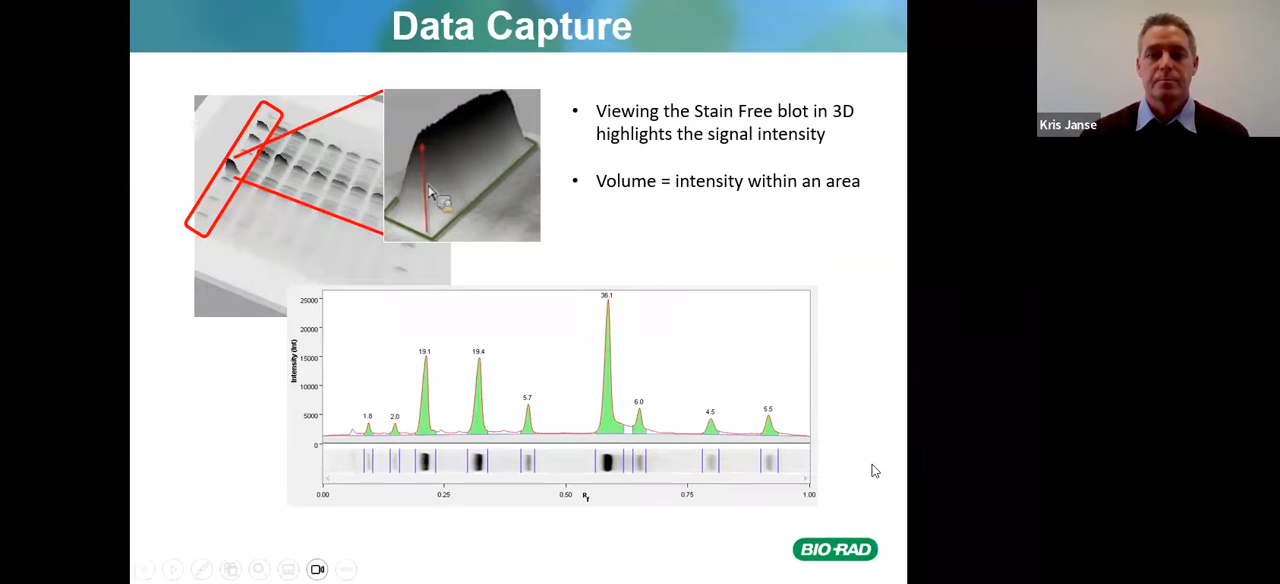 Data Capture
Kris Janse
• Viewing the Stain Free blot in 3D
highlights the signal intensity
• Volume = intensity within an area
Intensity (Int)
25000
20000
15000
10000
5000
0
1.8
2.0
19.1
19.4
5.7
36.1
6.0
4.5
5.5
0.00
0.25
0.50
Rf
0.75
1.00
BIO-RAD